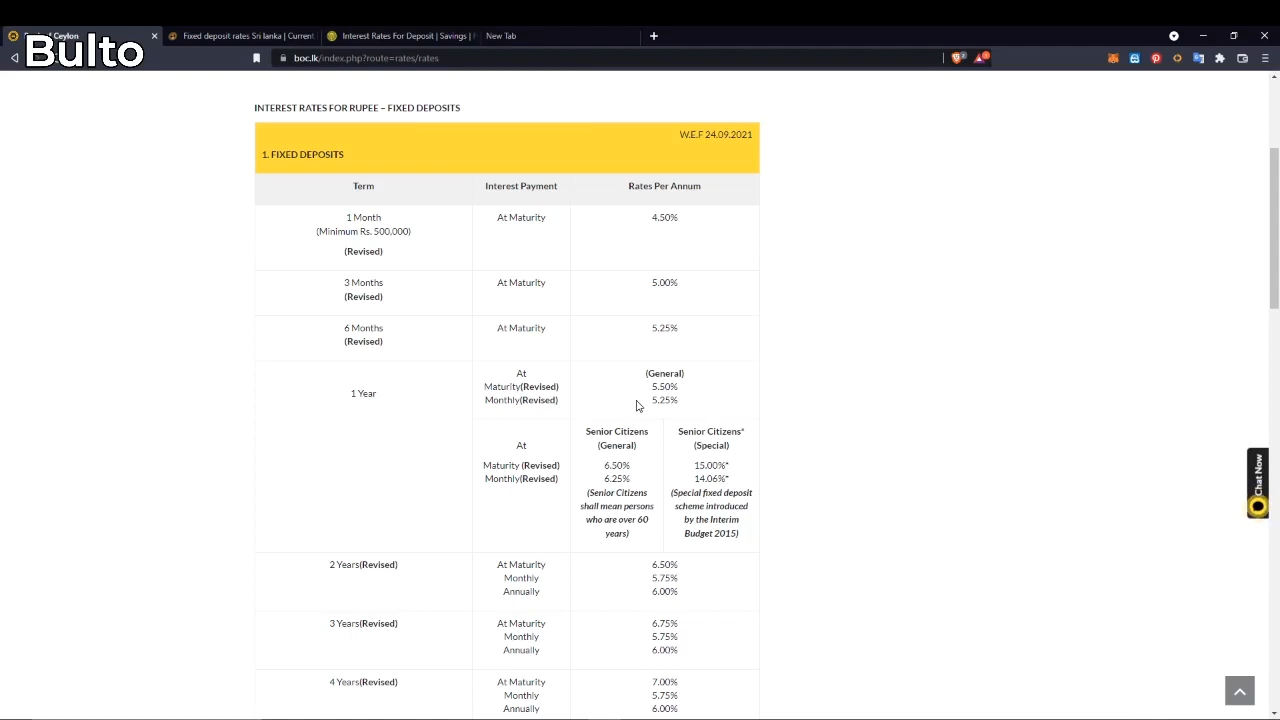 Ceylon
Fixed deposit rates Sri lanka | Current
Interest Rates For Deposit | Savings |
New Tab
Bulto
boc.lk/index.php?route=rates/rates
INTEREST RATES FOR RUPEE – FIXED DEPOSITS
W.E.F 24.09.2021
1. FIXED DEPOSITS
Term Interest Payment Rates Per Annum
1 Month At Maturity 4.50%
(Minimum Rs. 500,000)
(Revised)
3 Months At Maturity 5.00%
(Revised)
6 Months At Maturity 5.25%
(Revised)
At (General)
Maturity(Revised) 5.50%
1 Year
Monthly(Revised) 5.25%
Senior Citizens Senior Citizens*
At (General) (Special)
Maturity (Revised) 6.50% 15.00%*
Monthly(Revised) 6.25% 14.06%*
(Senior Citizens (Special fixed deposit
shall mean persons scheme introduced
who are over 60 by the Interim
years) Budget 2015)
2 Years(Revised) At Maturity 6.50%
Monthly 5.75%
Annually 6.00%
3 Years(Revised) At Maturity 6.75%
Monthly 5.75%
Annually 6.00%
4 Years(Revised) At Maturity 7.00%
Monthly 5.75%
Annually 6.00%
Chat Now